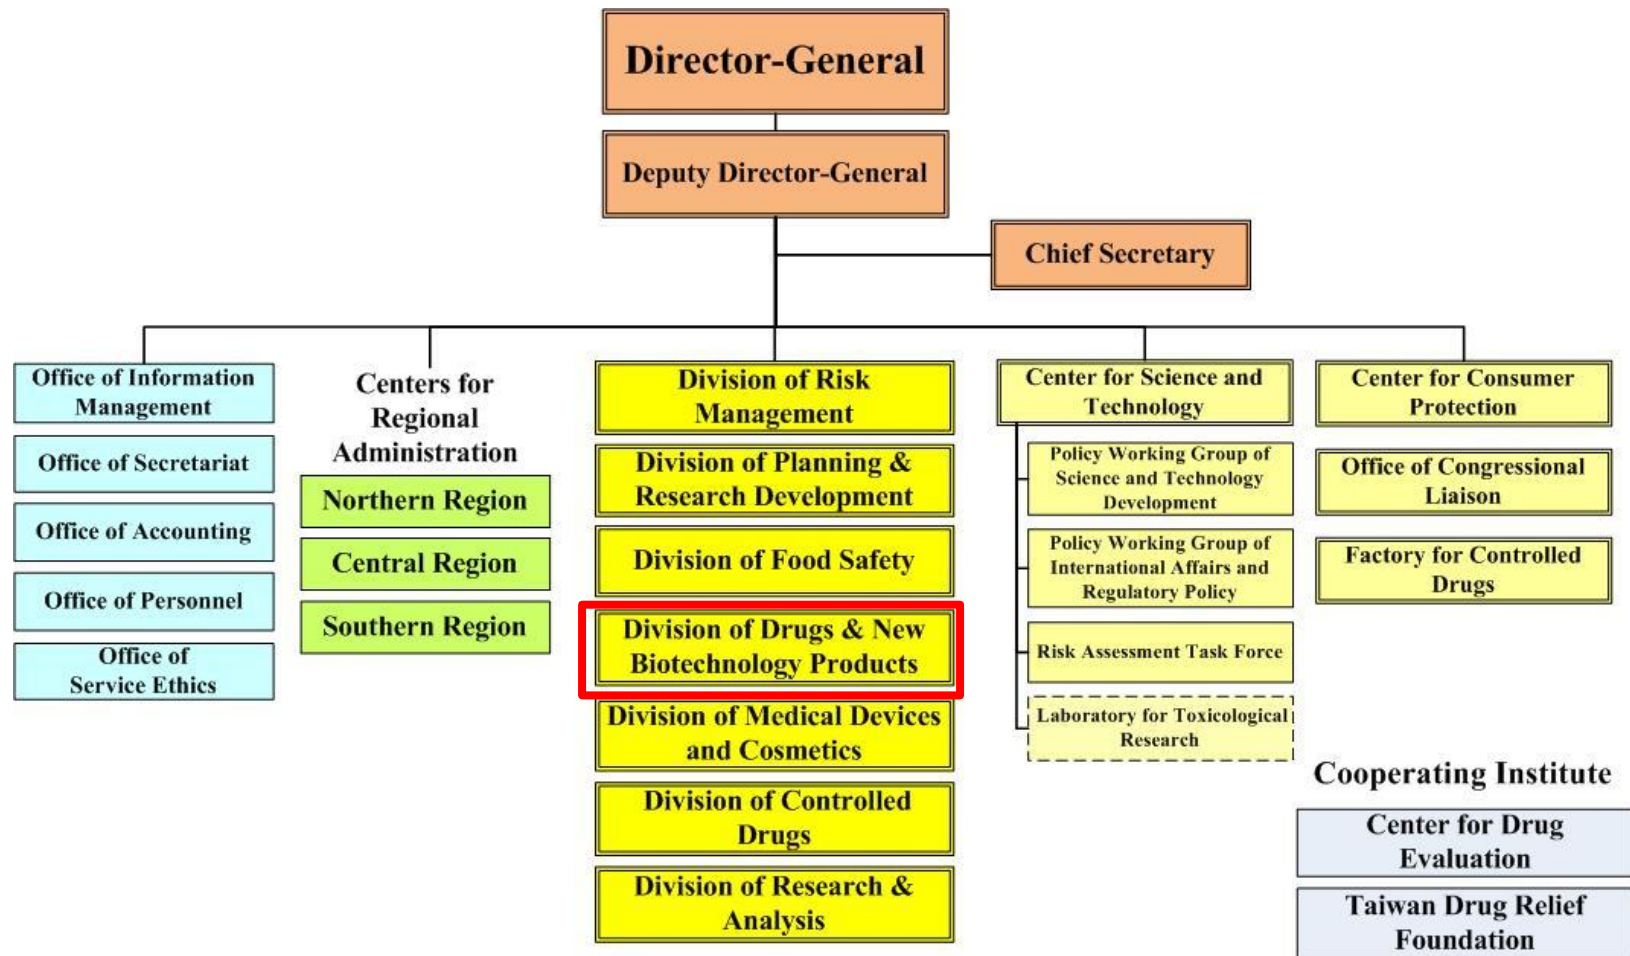 Director-General
Deputy Director-General
Chief Secretary
Office of Information
Management
Office of Secretariat
Office of Accounting
Office of Personnel
Office of
Service Ethics
Centers for
Regional
Administration
Northern Region
Central Region
Southern Region
Division of Risk
Management
Division of Planning &
Research Development
Division of Food Safety
Division of Drugs & New
Biotechnology Products
Division of Medical Devices
and Cosmetics
Division of Controlled
Drugs
Division of Research &
Analysis
Center for Science and
Technology
Policy Working Group of
Science and Technology
Development
Policy Working Group of
International Affairs and
Regulatory Policy
Risk Assessment Task Force
Laboratory for Toxicological
Research
Center for Consumer
Protection
Office of Congressional
Liaison
Factory for Controlled
Drugs
Cooperating Institute
Center for Drug
Evaluation
Taiwan Drug Relief
Foundation